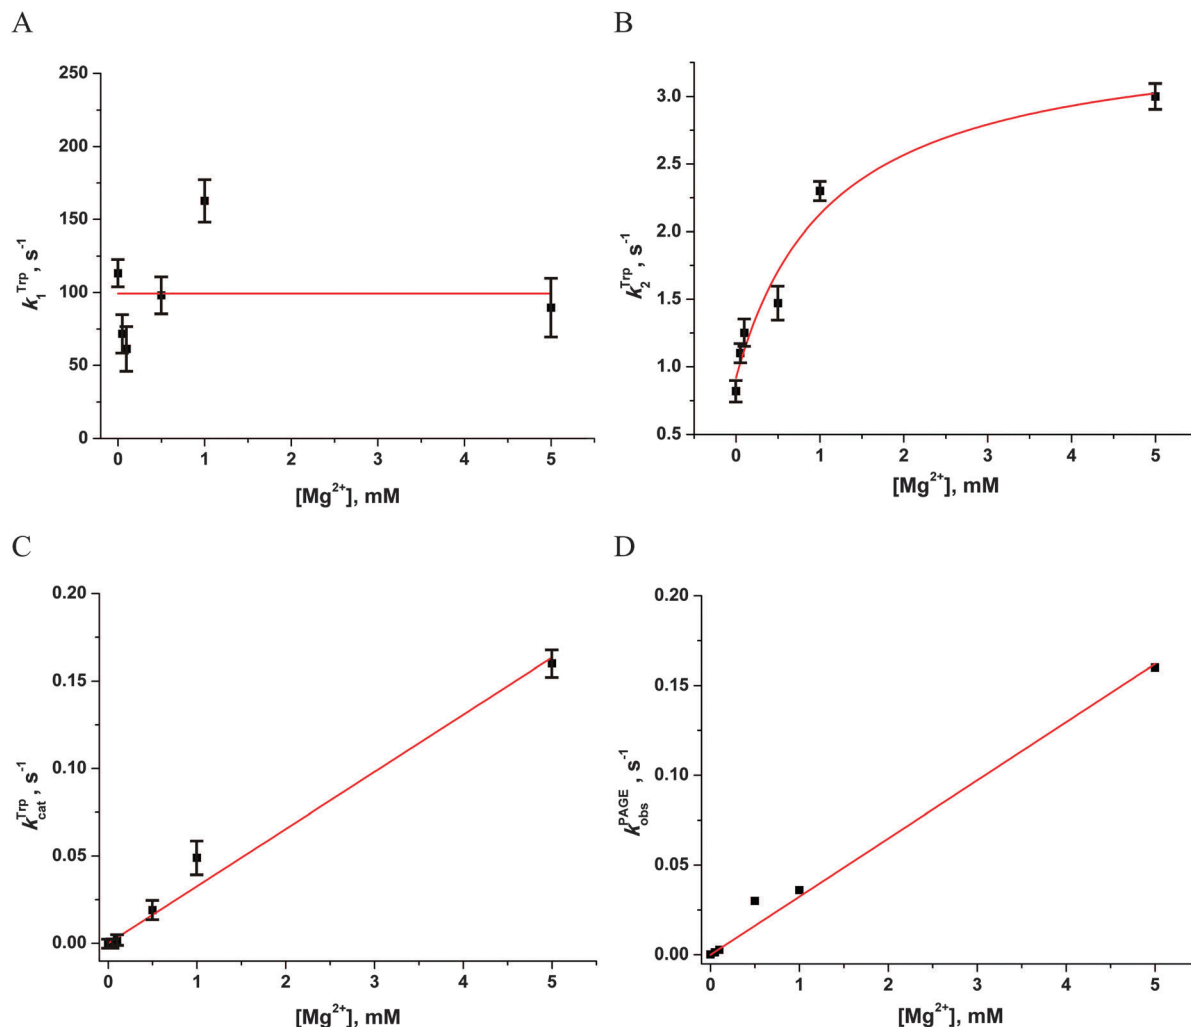 A
250
200
150
100
50
0
k₁ᵀʳᵖ, s⁻¹
0 1 2 3 4 5
[Mg²⁺], mM
B
3.0
2.5
2.0
1.5
1.0
0.5
k₂ᵀʳᵖ, s⁻¹
0 1 2 3 4 5
[Mg²⁺], mM
C
0.20
0.15
0.10
0.05
0.00
k_cat^Trp, s⁻¹
0 1 2 3 4 5
[Mg²⁺], mM
D
0.20
0.15
0.10
0.05
0.00
k_obs^PAGE, s⁻¹
0 1 2 3 4 5
[Mg²⁺], mM